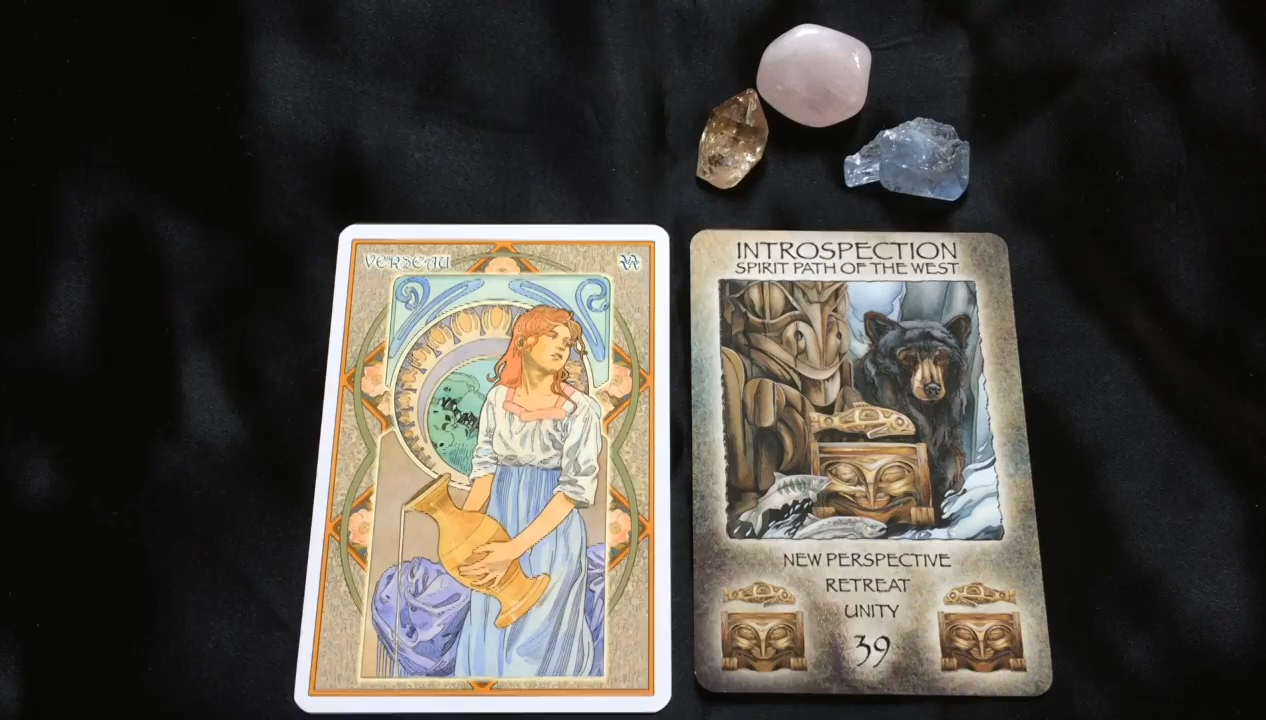 VERSEAU
INTROSPECTION
SPIRIT PATH OF THE WEST
NEW PERSPECTIVE
RETREAT
UNITY
39